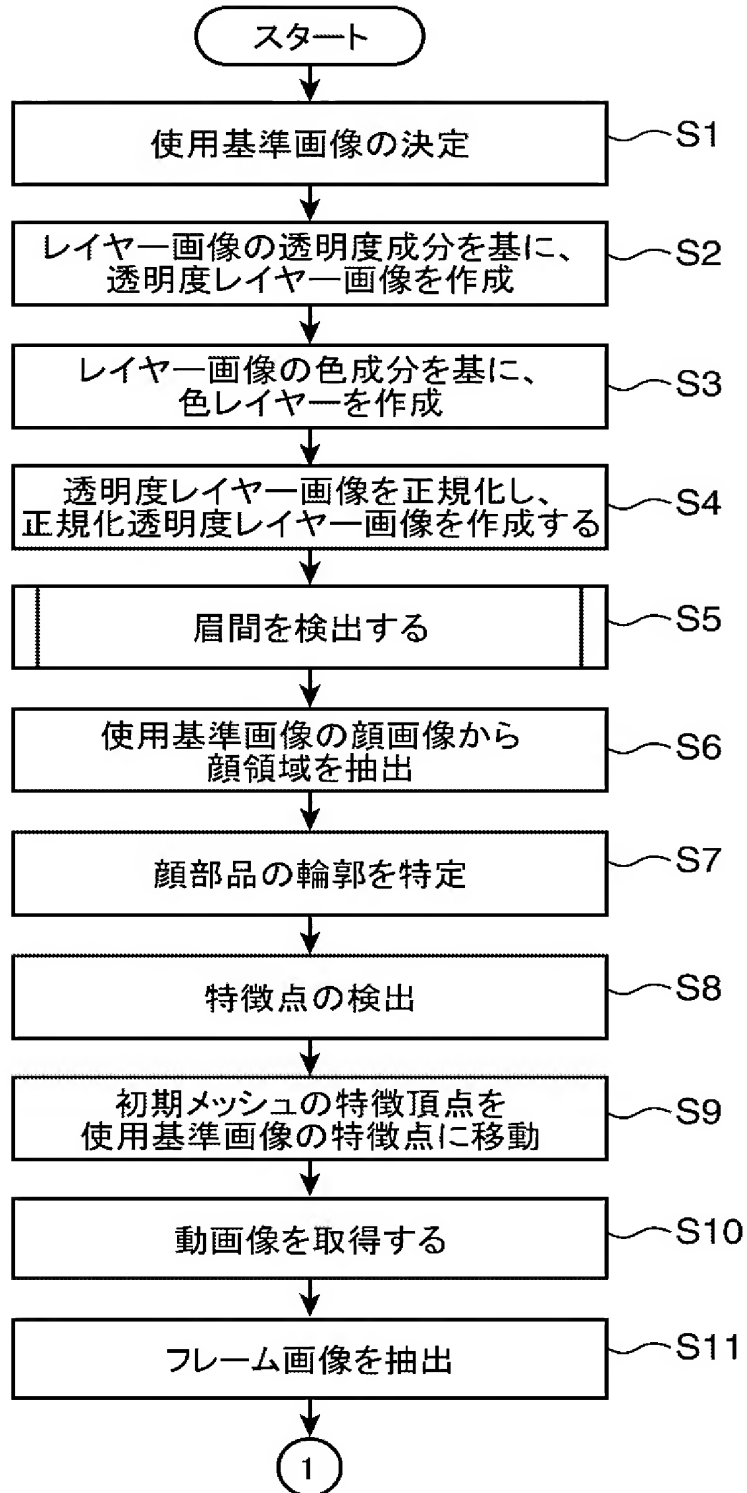 スタート
使用基準画像の決定
S1
レイヤー画像の透明度成分を基に、
透明度レイヤー画像を作成
S2
レイヤー画像の色成分を基に、
色レイヤーを作成
S3
透明度レイヤー画像を正規化し、
正規化透明度レイヤー画像を作成する
S4
眉間を検出する
S5
使用基準画像の顔画像から
顔領域を抽出
S6
顔部品の輪郭を特定
S7
特徴点の検出
S8
初期メッシュの特徴頂点を
使用基準画像の特徴点に移動
S9
動画像を取得する
S10
フレーム画像を抽出
S11
1